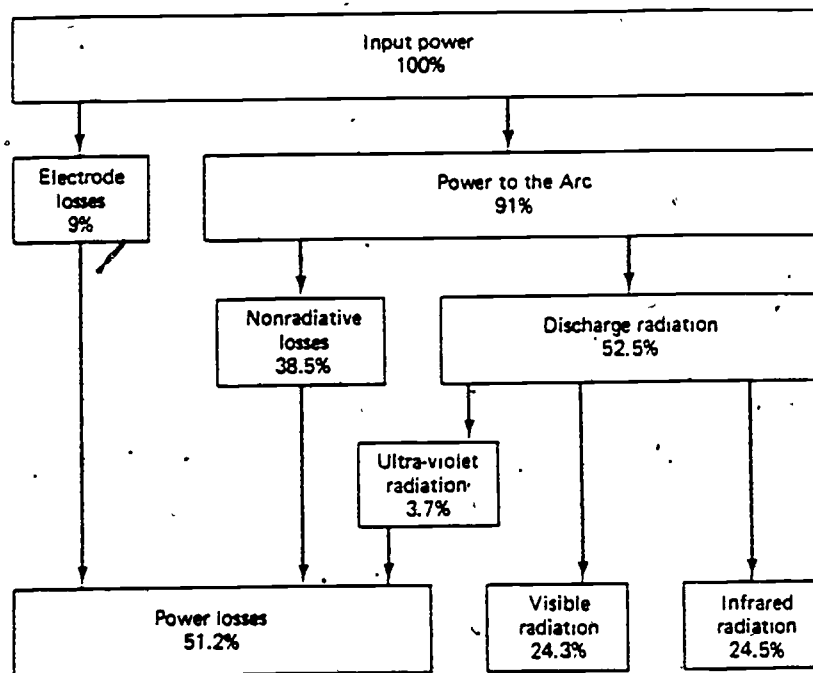 Input power
100%
Electrode
losses
9%
Power to the Arc
91%
Nonradiative
losses
38.5%
Discharge radiation
52.5%
Ultra-violet
radiation
3.7%
Power losses
51.2%
Visible
radiation
24.3%
Infrared
radiation
24.5%